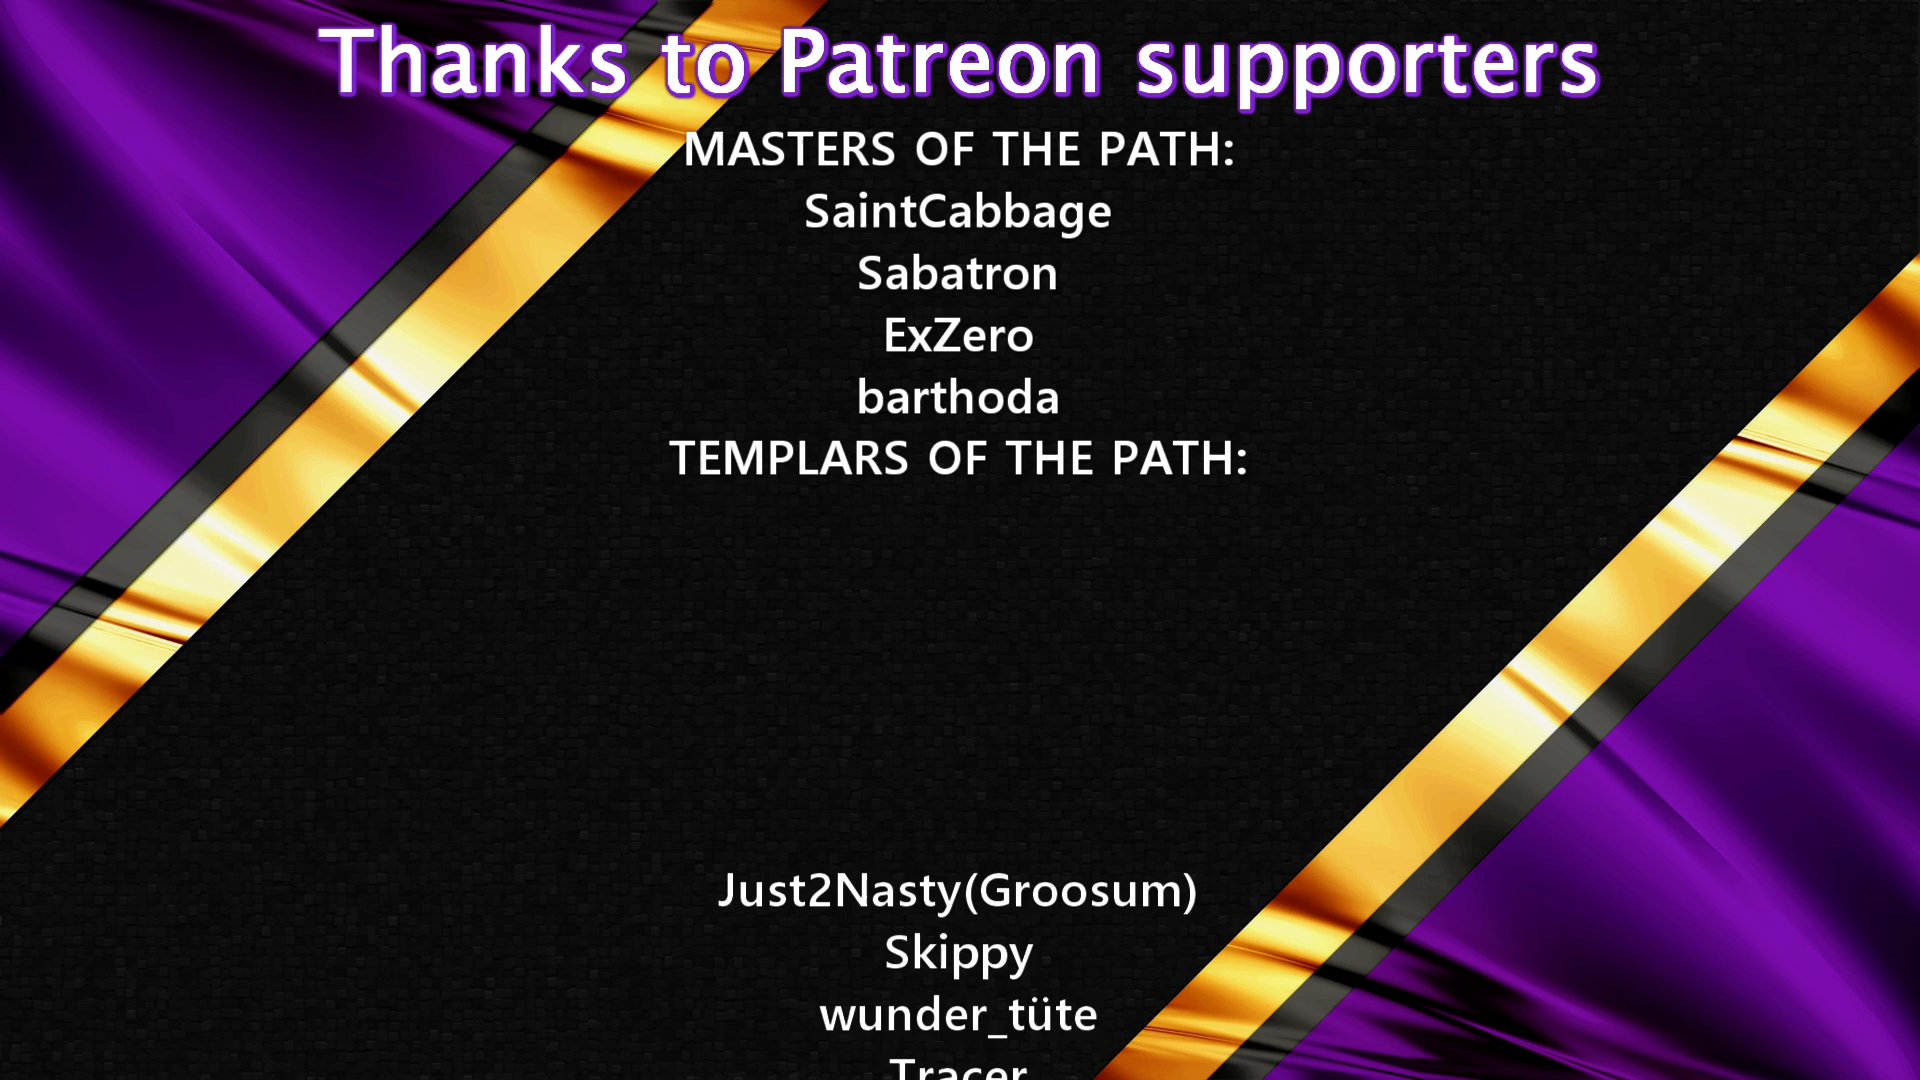 Thanks to Patreon supporters
MASTERS OF THE PATH:
SaintCabbage
Sabatron
ExZero
barthoda
TEMPLARS OF THE PATH:
Just2Nasty(Groosum)
Skippy
wunder_tüte
Tracer